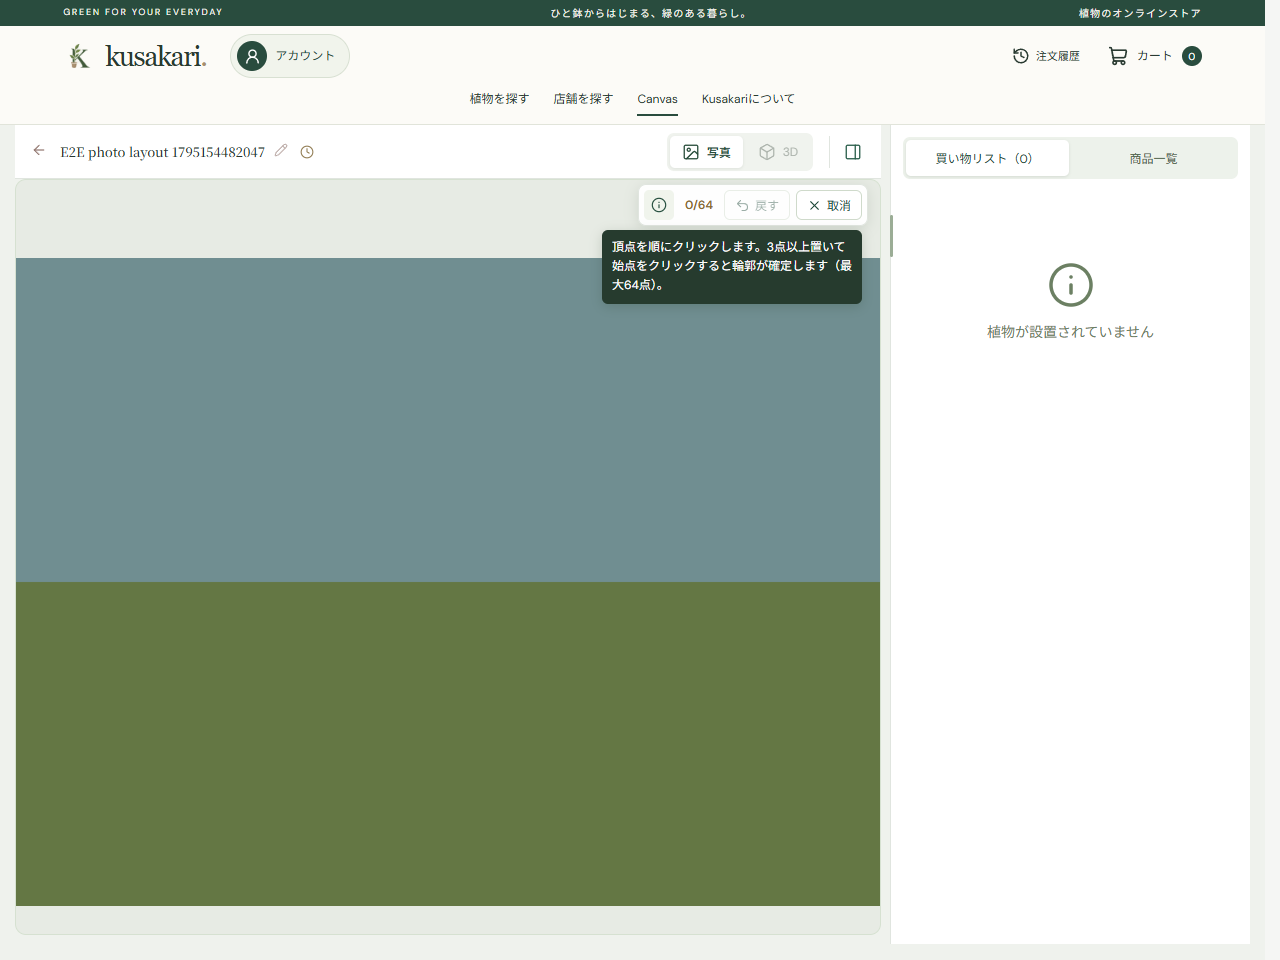 GREEN FOR YOUR EVERYDAY
ひと鉢からはじまる、緑のある暮らし。
植物のオンラインストア
kusakari.
アカウント
注文履歴
カート
0
植物を探す
店舗を探す
Canvas
Kusakariについて
E2E photo layout 1795154482047
写真
3D
買い物リスト（0）
商品一覧
0/64
戻す
取消
頂点を順にクリックします。3点以上置いて
始点をクリックすると輪郭が確定します（最
大64点）。
植物が設置されていません